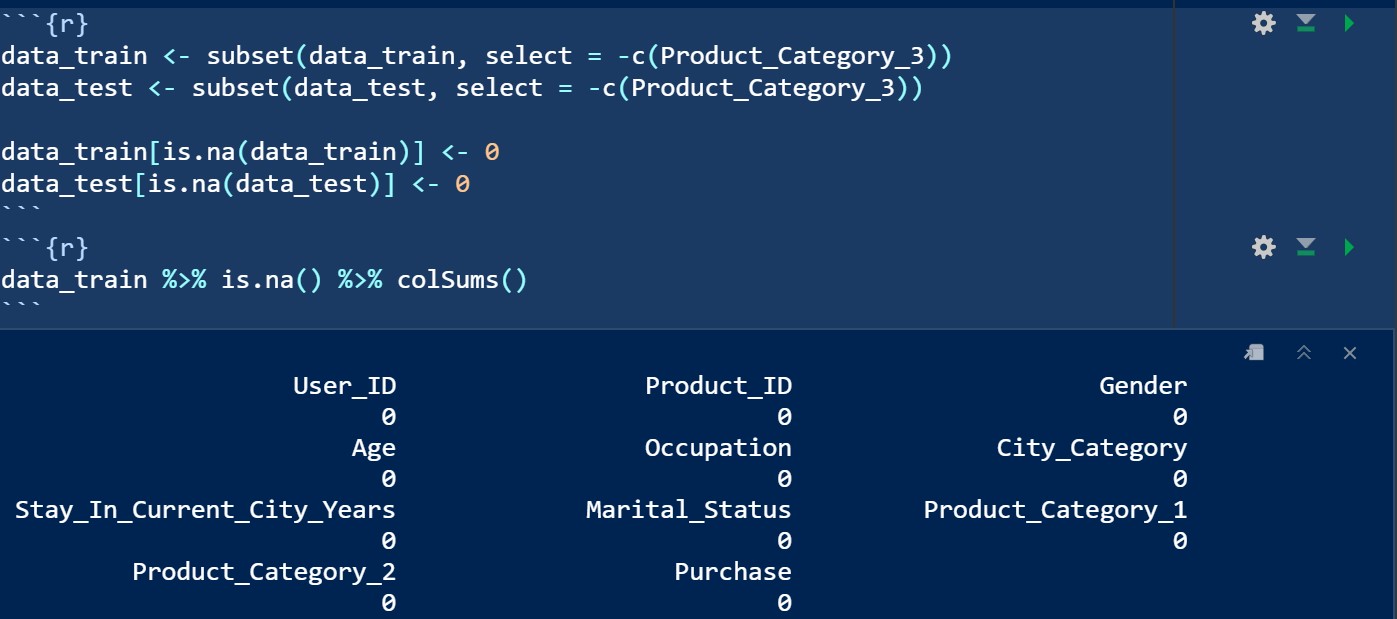 ```{r}
data_train <- subset(data_train, select = -c(Product_Category_3))
data_test <- subset(data_test, select = -c(Product_Category_3))
data_train[is.na(data_train)] <- 0
data_test[is.na(data_test)] <- 0
```
```{r}
data_train %>% is.na() %>% colSums()
```
User_ID Product_ID Gender
0 0 0
Age Occupation City_Category
0 0 0
Stay_In_Current_City_Years Marital_Status Product_Category_1
0 0 0
Product_Category_2 Purchase
0 0